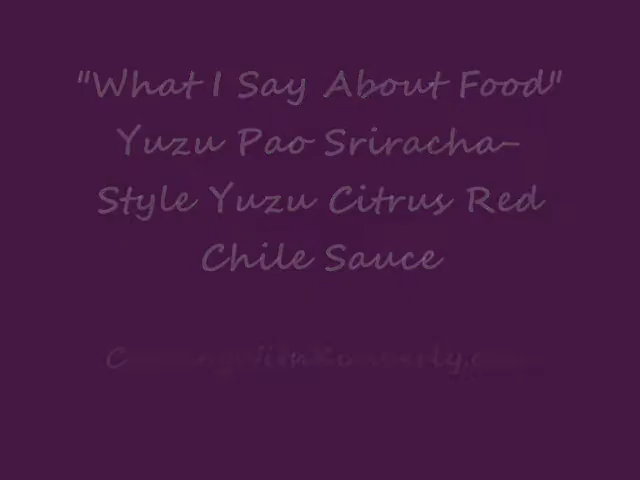 "What I Say About Food"
Yuzu Pao Sriracha-
Style Yuzu Citrus Red
Chile Sauce